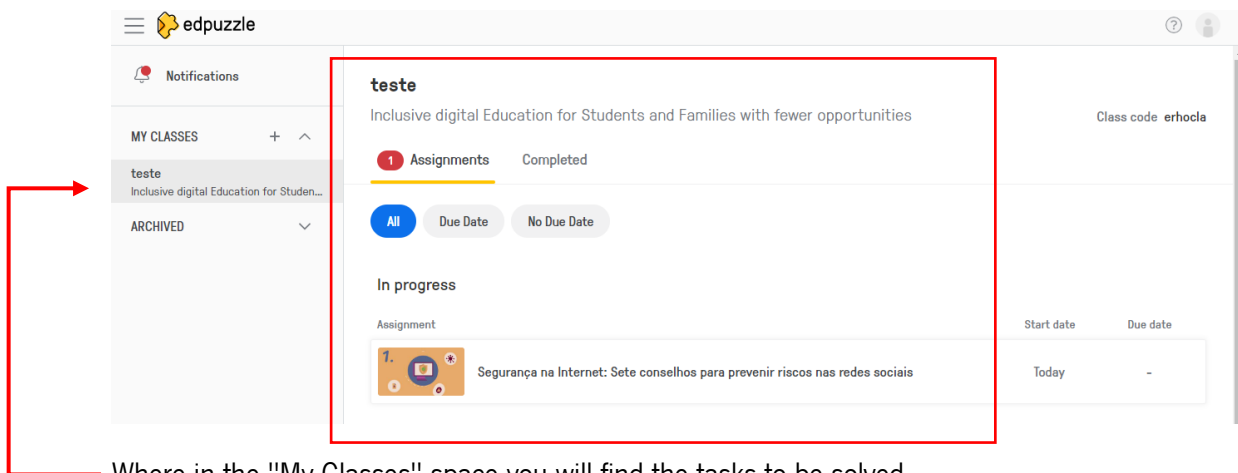 edpuzzle
Notifications
MY CLASSES
teste
Inclusive digital Education for Studen...
ARCHIVED
teste
Inclusive digital Education for Students and Families with fewer opportunities
Class code erhocla
1 Assignments Completed
All Due Date No Due Date
In progress
Assignment Start date Due date
1.
Segurança na Internet: Sete conselhos para prevenir riscos nas redes sociais Today -
Where in the "My Classes" space you will find the tasks to be solved